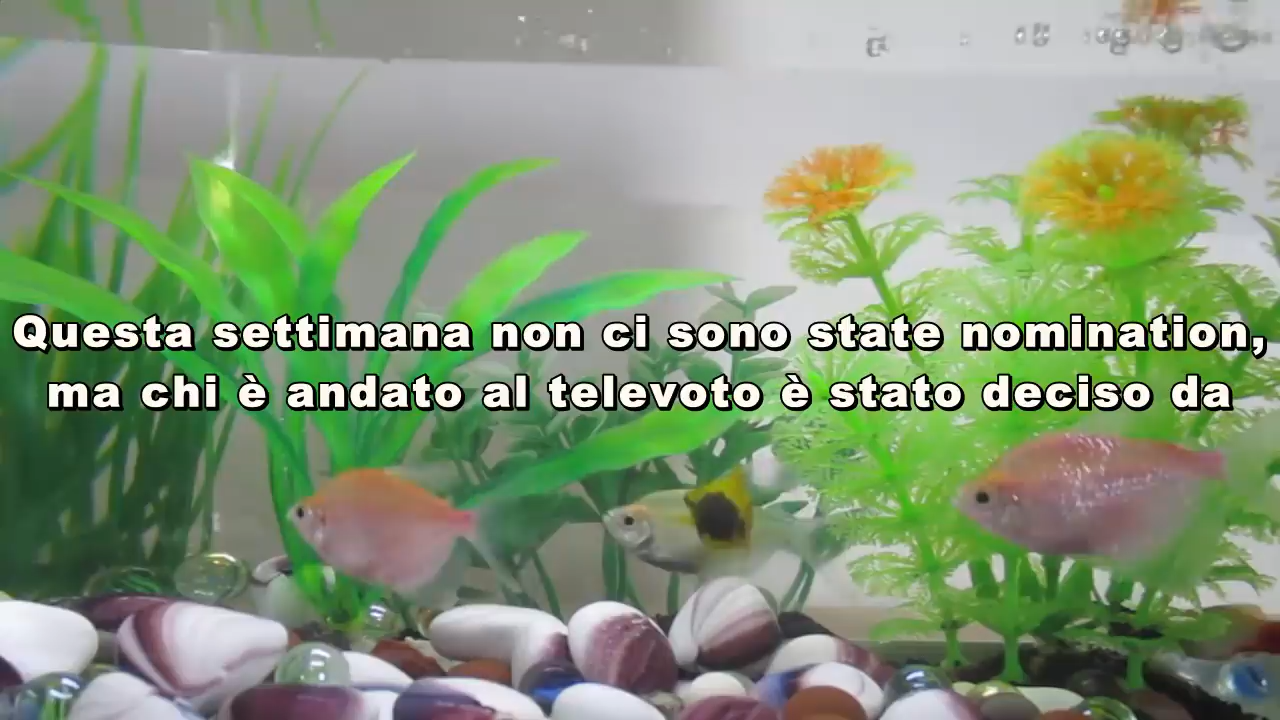 Questa settimana non ci sono state nomination,
ma chi è andato al televoto è stato deciso da